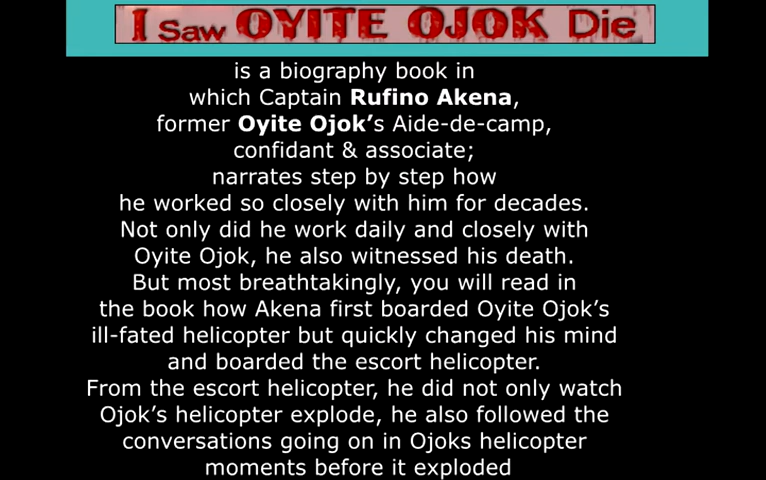 I Saw OYITE OJOK Die
is a biography book in
which Captain Rufino Akena,
former Oyite Ojok's Aide-de-camp,
confidant & associate;
narrates step by step how
he worked so closely with him for decades.
Not only did he work daily and closely with
Oyite Ojok, he also witnessed his death.
But most breathtakingly, you will read in
the book how Akena first boarded Oyite Ojok's
ill-fated helicopter but quickly changed his mind
and boarded the escort helicopter.
From the escort helicopter, he did not only watch
Ojok's helicopter explode, he also followed the
conversations going on in Ojoks helicopter
moments before it exploded